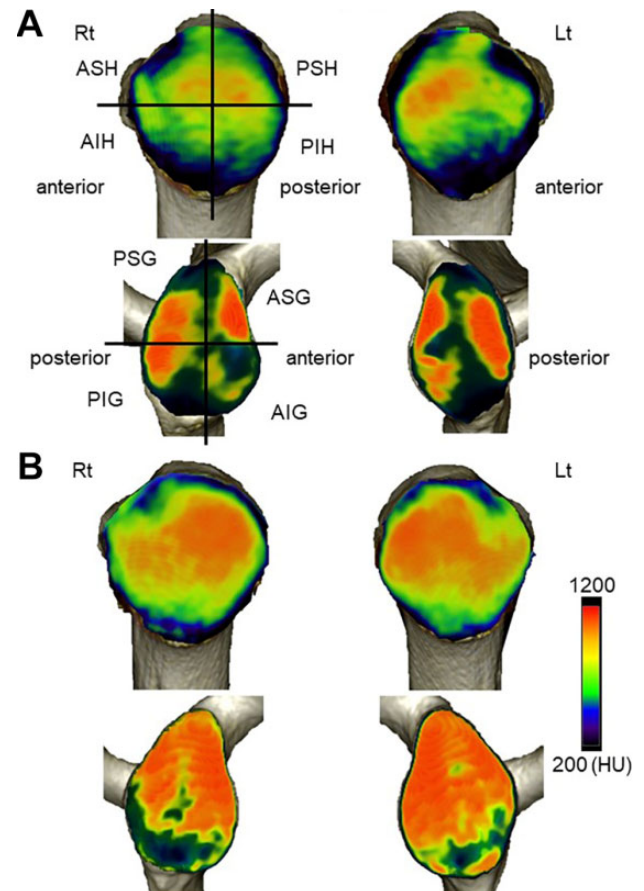 A
Rt
Lt
ASH
PSH
AIH
PIH
anterior
posterior
anterior
PSG
ASG
posterior
anterior
posterior
PIG
AIG
B
Rt
Lt
1200
200 (HU)